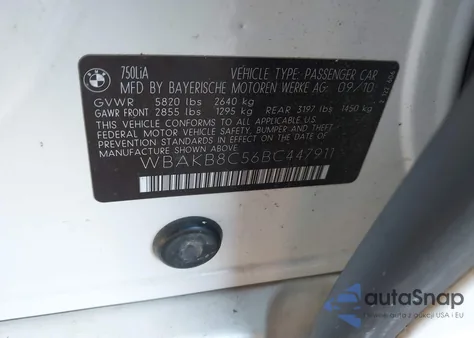 BMW
750LiA VEHICLE TYPE: PASSENGER CAR
MFD BY BAYERISCHE MOTOREN WERKE AG: 09/10
GVWR 5820 lbs 2640 kg
GAWR FRONT 2855 lbs 1295 kg REAR 3197 lbs 1450 kg
THIS VEHICLE CONFORMS TO ALL APPLICABLE U.S.
FEDERAL MOTOR VEHICLE SAFETY, BUMPER, AND
THEFT PREVENTION STANDARDS IN EFFECT ON THE DATE OF
MANUFACTURE SHOWN ABOVE.
WBAKB8C56BC447911
autaSnap